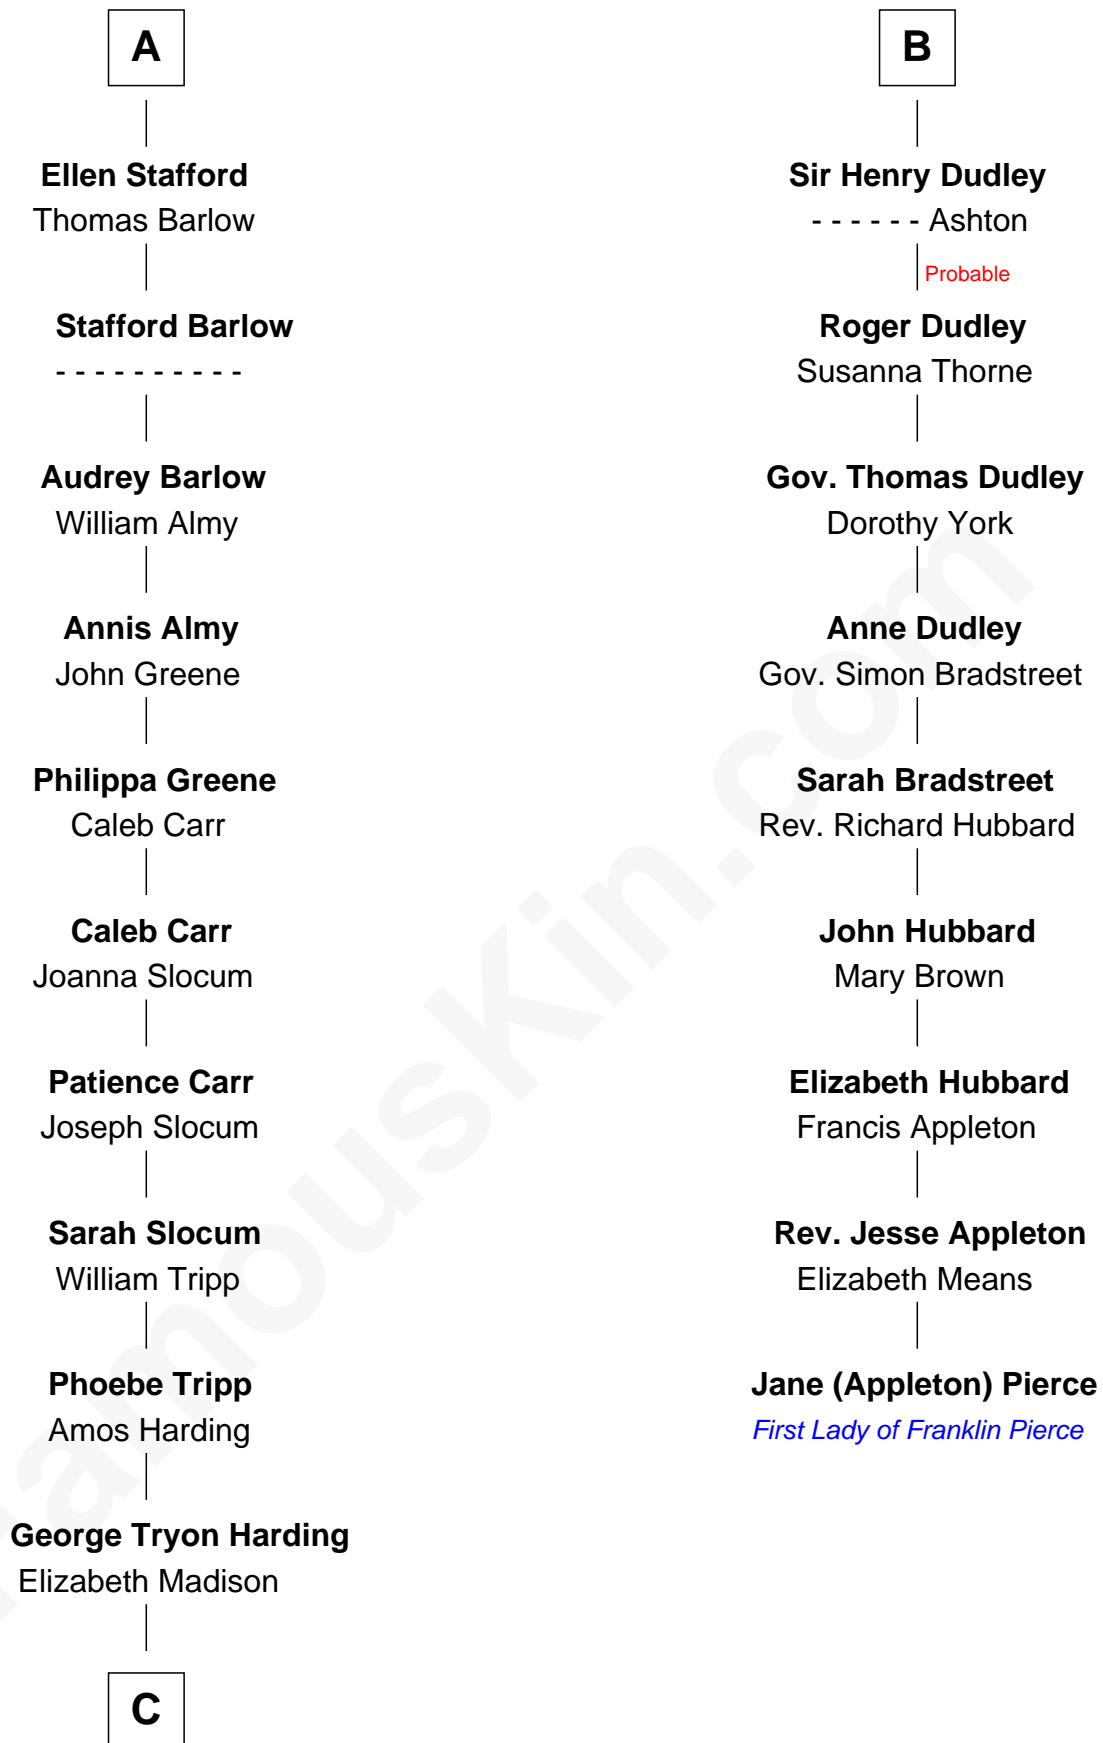 A
Ellen Stafford
Thomas Barlow
Stafford Barlow
- - - - - - - - - -
Audrey Barlow
William Almy
Annis Almy
John Greene
Philippa Greene
Caleb Carr
Caleb Carr
Joanna Slocum
Patience Carr
Joseph Slocum
Sarah Slocum
William Tripp
Phoebe Tripp
Amos Harding
George Tryon Harding
Elizabeth Madison
C
B
Sir Henry Dudley
- - - - - - Ashton
Probable
Roger Dudley
Susanna Thorne
Gov. Thomas Dudley
Dorothy York
Anne Dudley
Gov. Simon Bradstreet
Sarah Bradstreet
Rev. Richard Hubbard
John Hubbard
Mary Brown
Elizabeth Hubbard
Francis Appleton
Rev. Jesse Appleton
Elizabeth Means
Jane (Appleton) Pierce
First Lady of Franklin Pierce
FamousKin.com